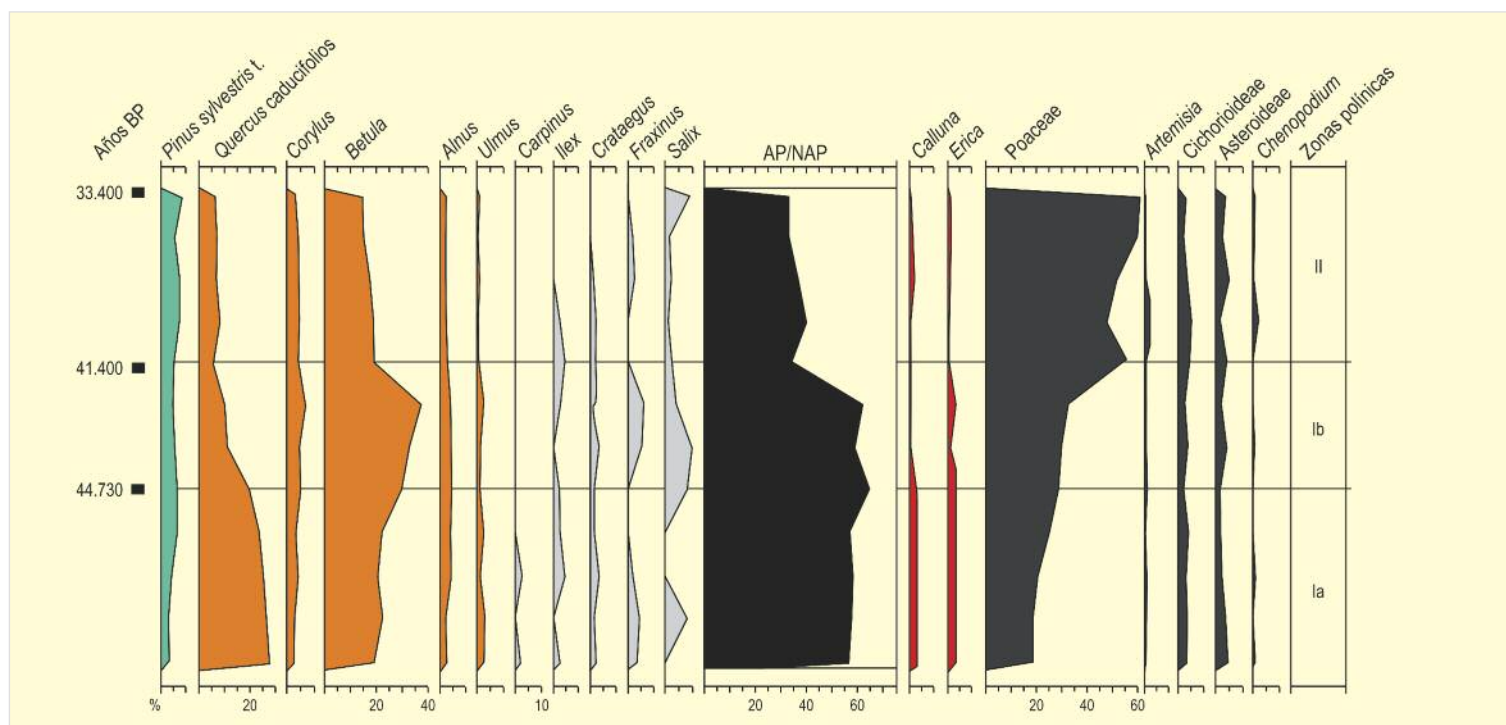 Años BP
Pinus sylvestris t.
Quercus caducifolios
Corylus
Betula
Alnus
Ulmus
Carpinus
Ilex
Crataegus
Fraxinus
Salix
AP/NAP
Calluna
Erica
Poaceae
Artemisia
Cichorioideae
Asteroideae
Chenopodium
Zonas polínicas
33.400
II
41.400
Ib
44.730
Ia
% 20 20 40 10 20 40 60 20 40 60